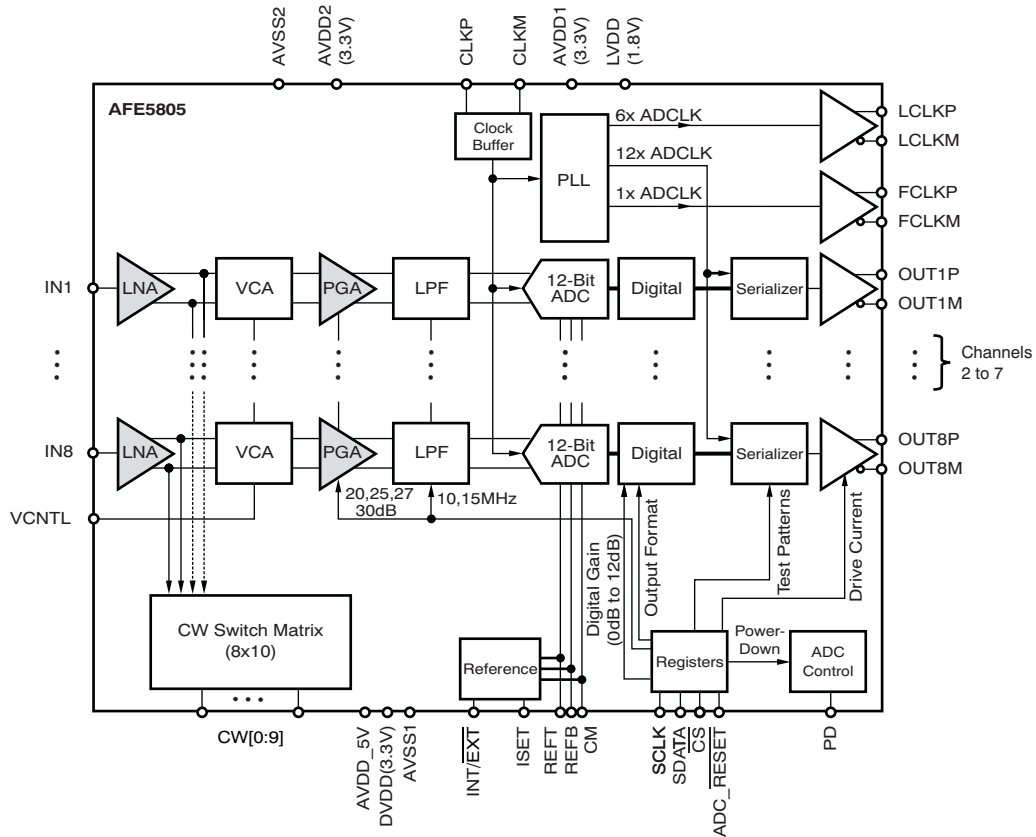 AVSS2
AVDD2
(3.3V)
CLKP
CLKM
AVDD1
(3.3V)
LVDD
(1.8V)
AFE5805
Clock
Buffer
PLL
6x ADCLK
12x ADCLK
1x ADCLK
LCLKP
LCLKM
FCLKP
FCLKM
IN1
LNA
VCA
PGA
LPF
12-Bit
ADC
Digital
Serializer
OUT1P
OUT1M
Channels
2 to 7
IN8
LNA
VCA
PGA
LPF
12-Bit
ADC
Digital
Serializer
OUT8P
OUT8M
VCNTL
20,25,27
30dB
10,15MHz
Digital Gain
(0dB to 12dB)
Output Format
Test Patterns
Drive Current
CW Switch Matrix
(8x10)
Reference
Registers
Power-
Down
ADC
Control
CW[0:9]
AVDD_5V
DVDD(3.3V)
AVSS1
INT/EXT
ISET
REFT
REFB
CM
SCLK
SDATA
CS
ADC_RESET
PD